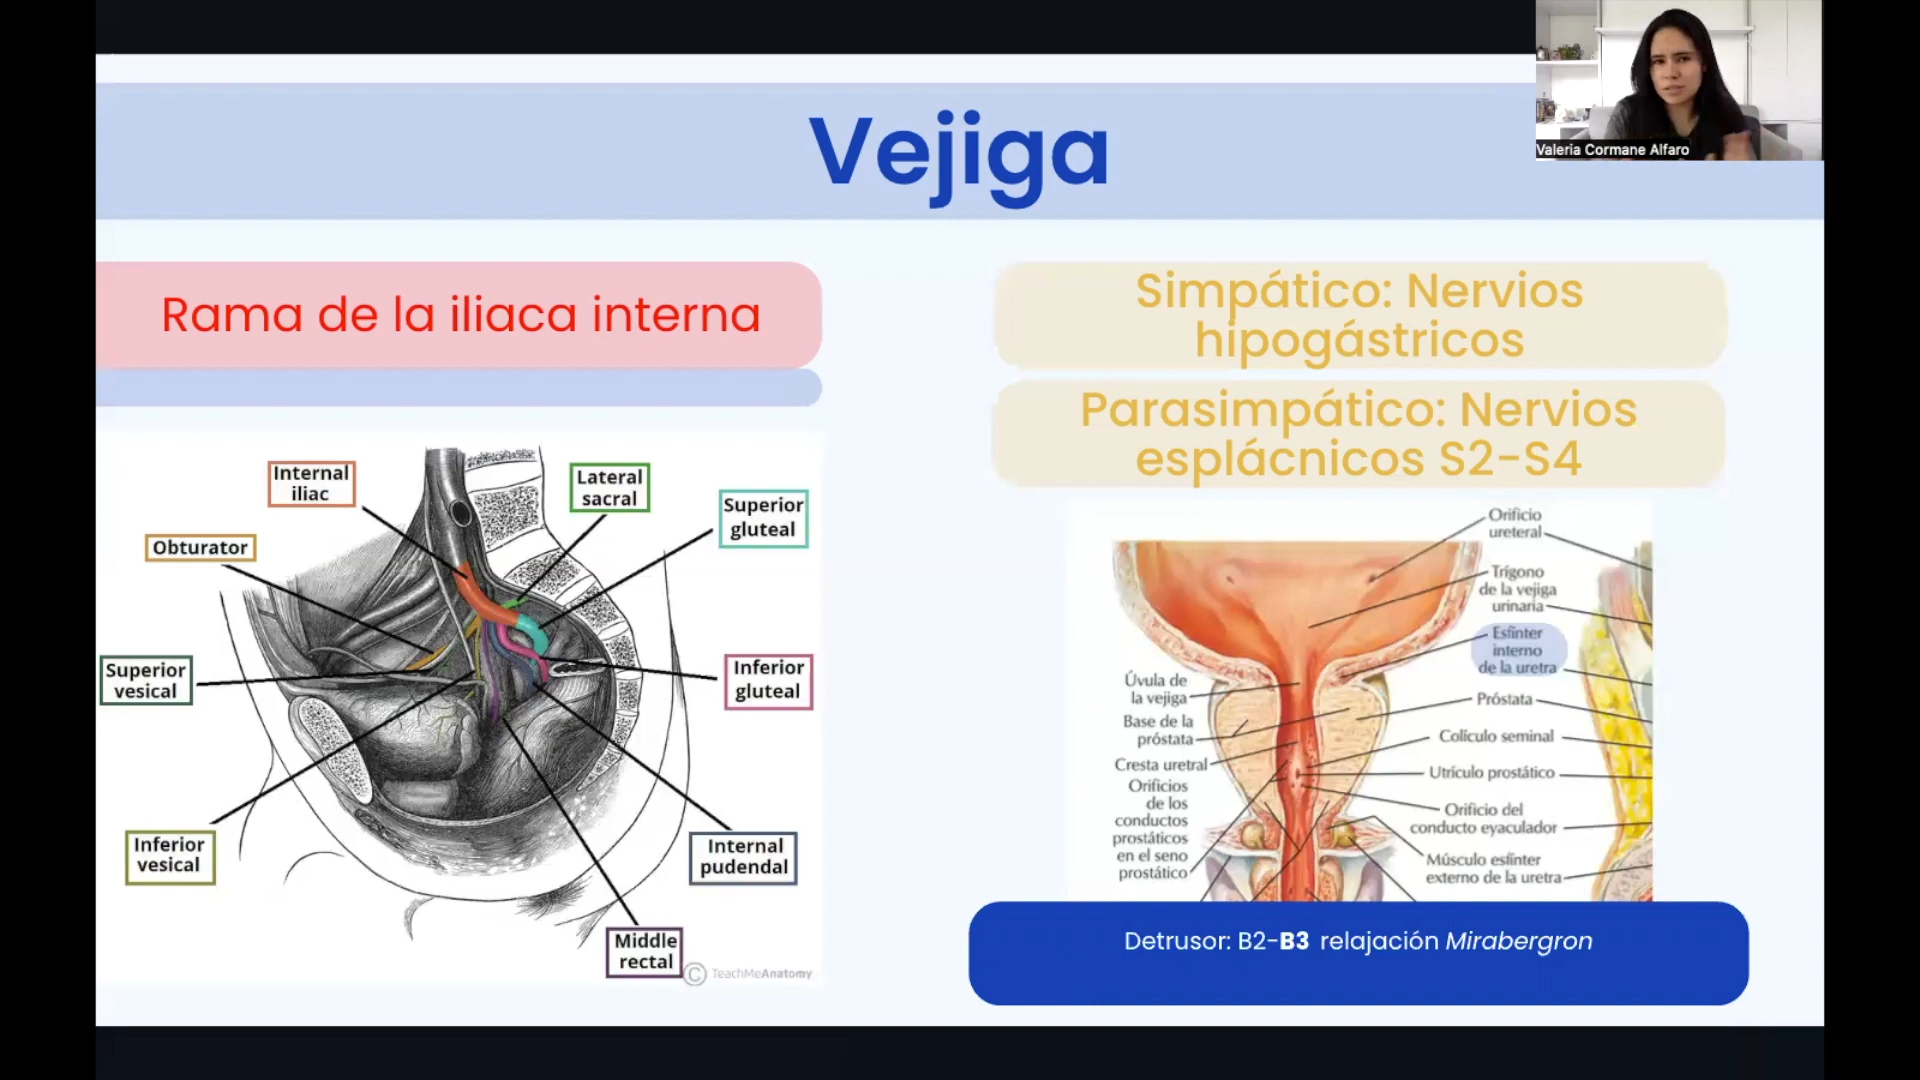 Valeria Cormane Alfaro
Vejiga
Rama de la iliaca interna
Simpático: Nervios
hipogástricos
Parasimpático: Nervios
esplácnicos S2-S4
Internal
iliac
Lateral
sacral
Superior
gluteal
Obturator
Superior
vesical
Inferior
gluteal
Inferior
vesical
Internal
pudendal
Middle
rectal
© TeachMeAnatomy
Orificio
ureteral
Trígono
de la vejiga
urinaria
Esfínter
interno
de la uretra
Úvula de
la vejiga
Próstata
Base de la
próstata
Colículo seminal
Cresta uretral
Utrículo prostático
Orificios
de los
conductos
prostáticos
en el seno
prostático
Orificio del
conducto eyaculador
Músculo esfínter
externo de la uretra
Detrusor: B2-B3 relajación Mirabergron